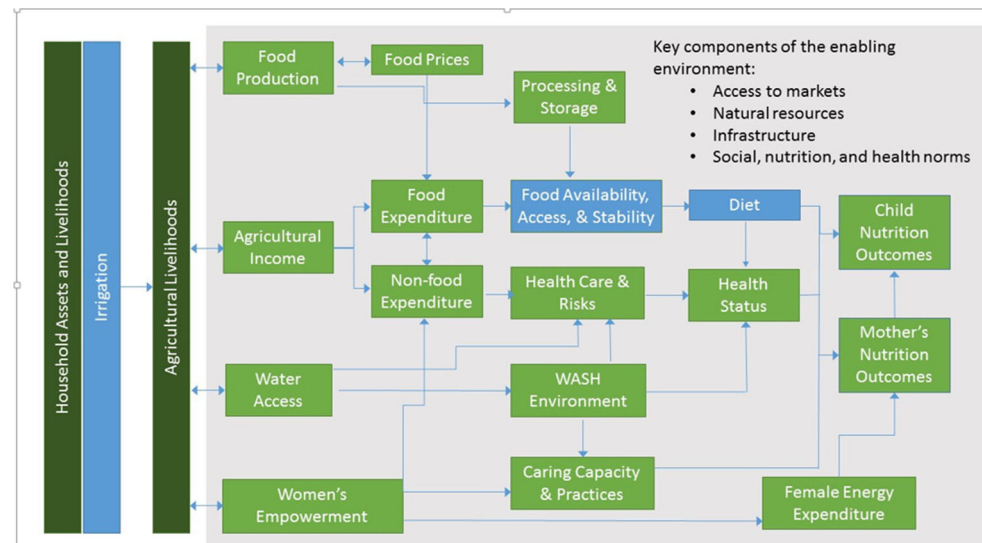 Household Assets and Livelihoods
Irrigation
Agricultural Livelihoods
Food
Production
Food Prices
Processing
& Storage
Key components of the enabling
environment:
• Access to markets
• Natural resources
• Infrastructure
• Social, nutrition, and health norms
Agricultural
Income
Food
Expenditure
Food Availability,
Access, & Stability
Diet
Child
Nutrition
Outcomes
Non-food
Expenditure
Health Care &
Risks
Health
Status
Mother's
Nutrition
Outcomes
Water
Access
WASH
Environment
Women's
Empowerment
Caring Capacity
& Practices
Female Energy
Expenditure